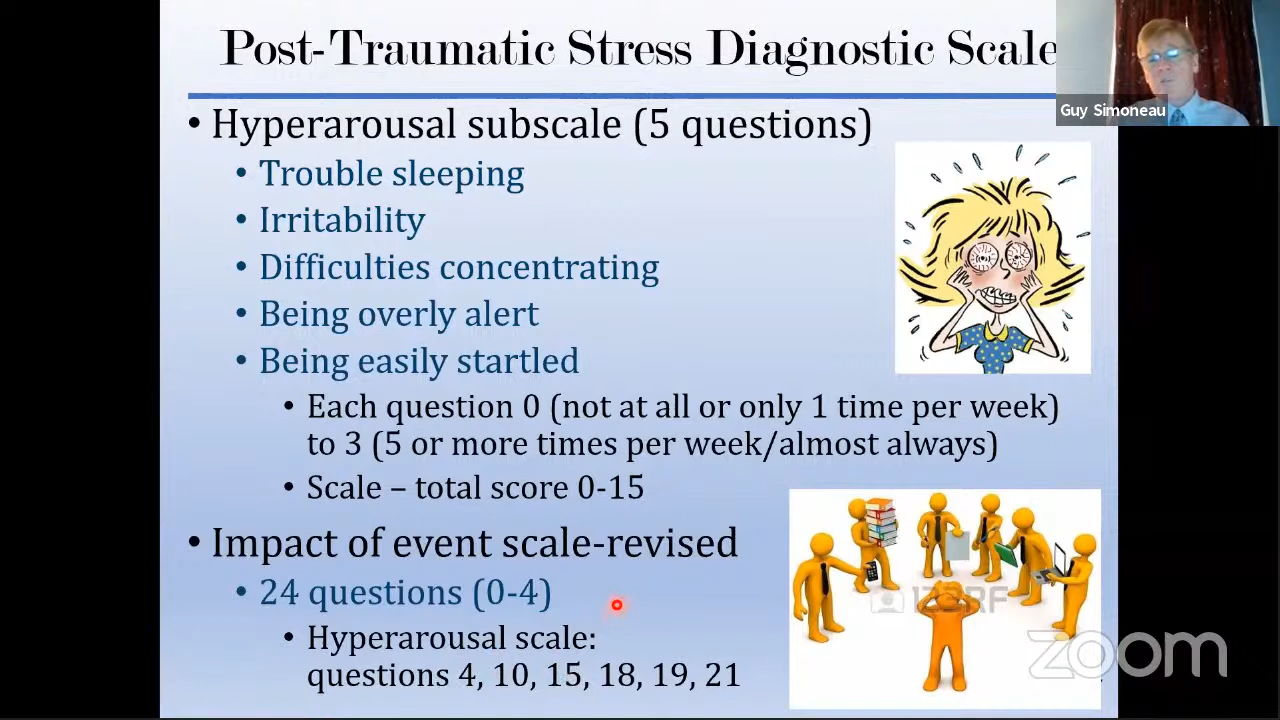 Post-Traumatic Stress Diagnostic Scale
Guy Simoneau
• Hyperarousal subscale (5 questions)
• Trouble sleeping
• Irritability
• Difficulties concentrating
• Being overly alert
• Being easily startled
• Each question 0 (not at all or only 1 time per week)
to 3 (5 or more times per week/almost always)
• Scale – total score 0-15
• Impact of event scale-revised
• 24 questions (0-4)
• Hyperarousal scale:
questions 4, 10, 15, 18, 19, 21
123RF
zoom